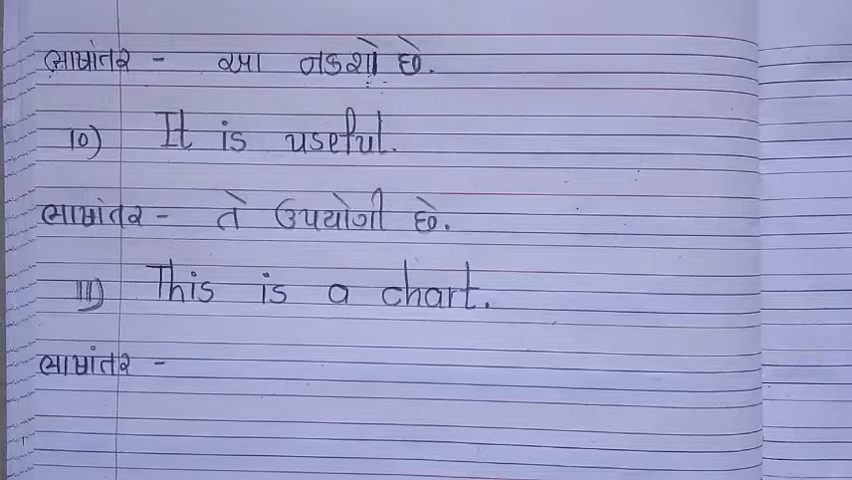 ભાષાંતર - આ નકશો છે.
10) It is useful.
ભાષાંતર - તે ઉપયોગી છે.
11) This is a chart.
ભાષાંતર -